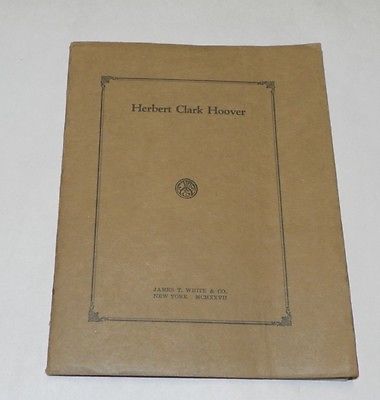 Herbert Clark Hoover
JAMES T. WHITE & CO.
NEW YORK MCMXXVII